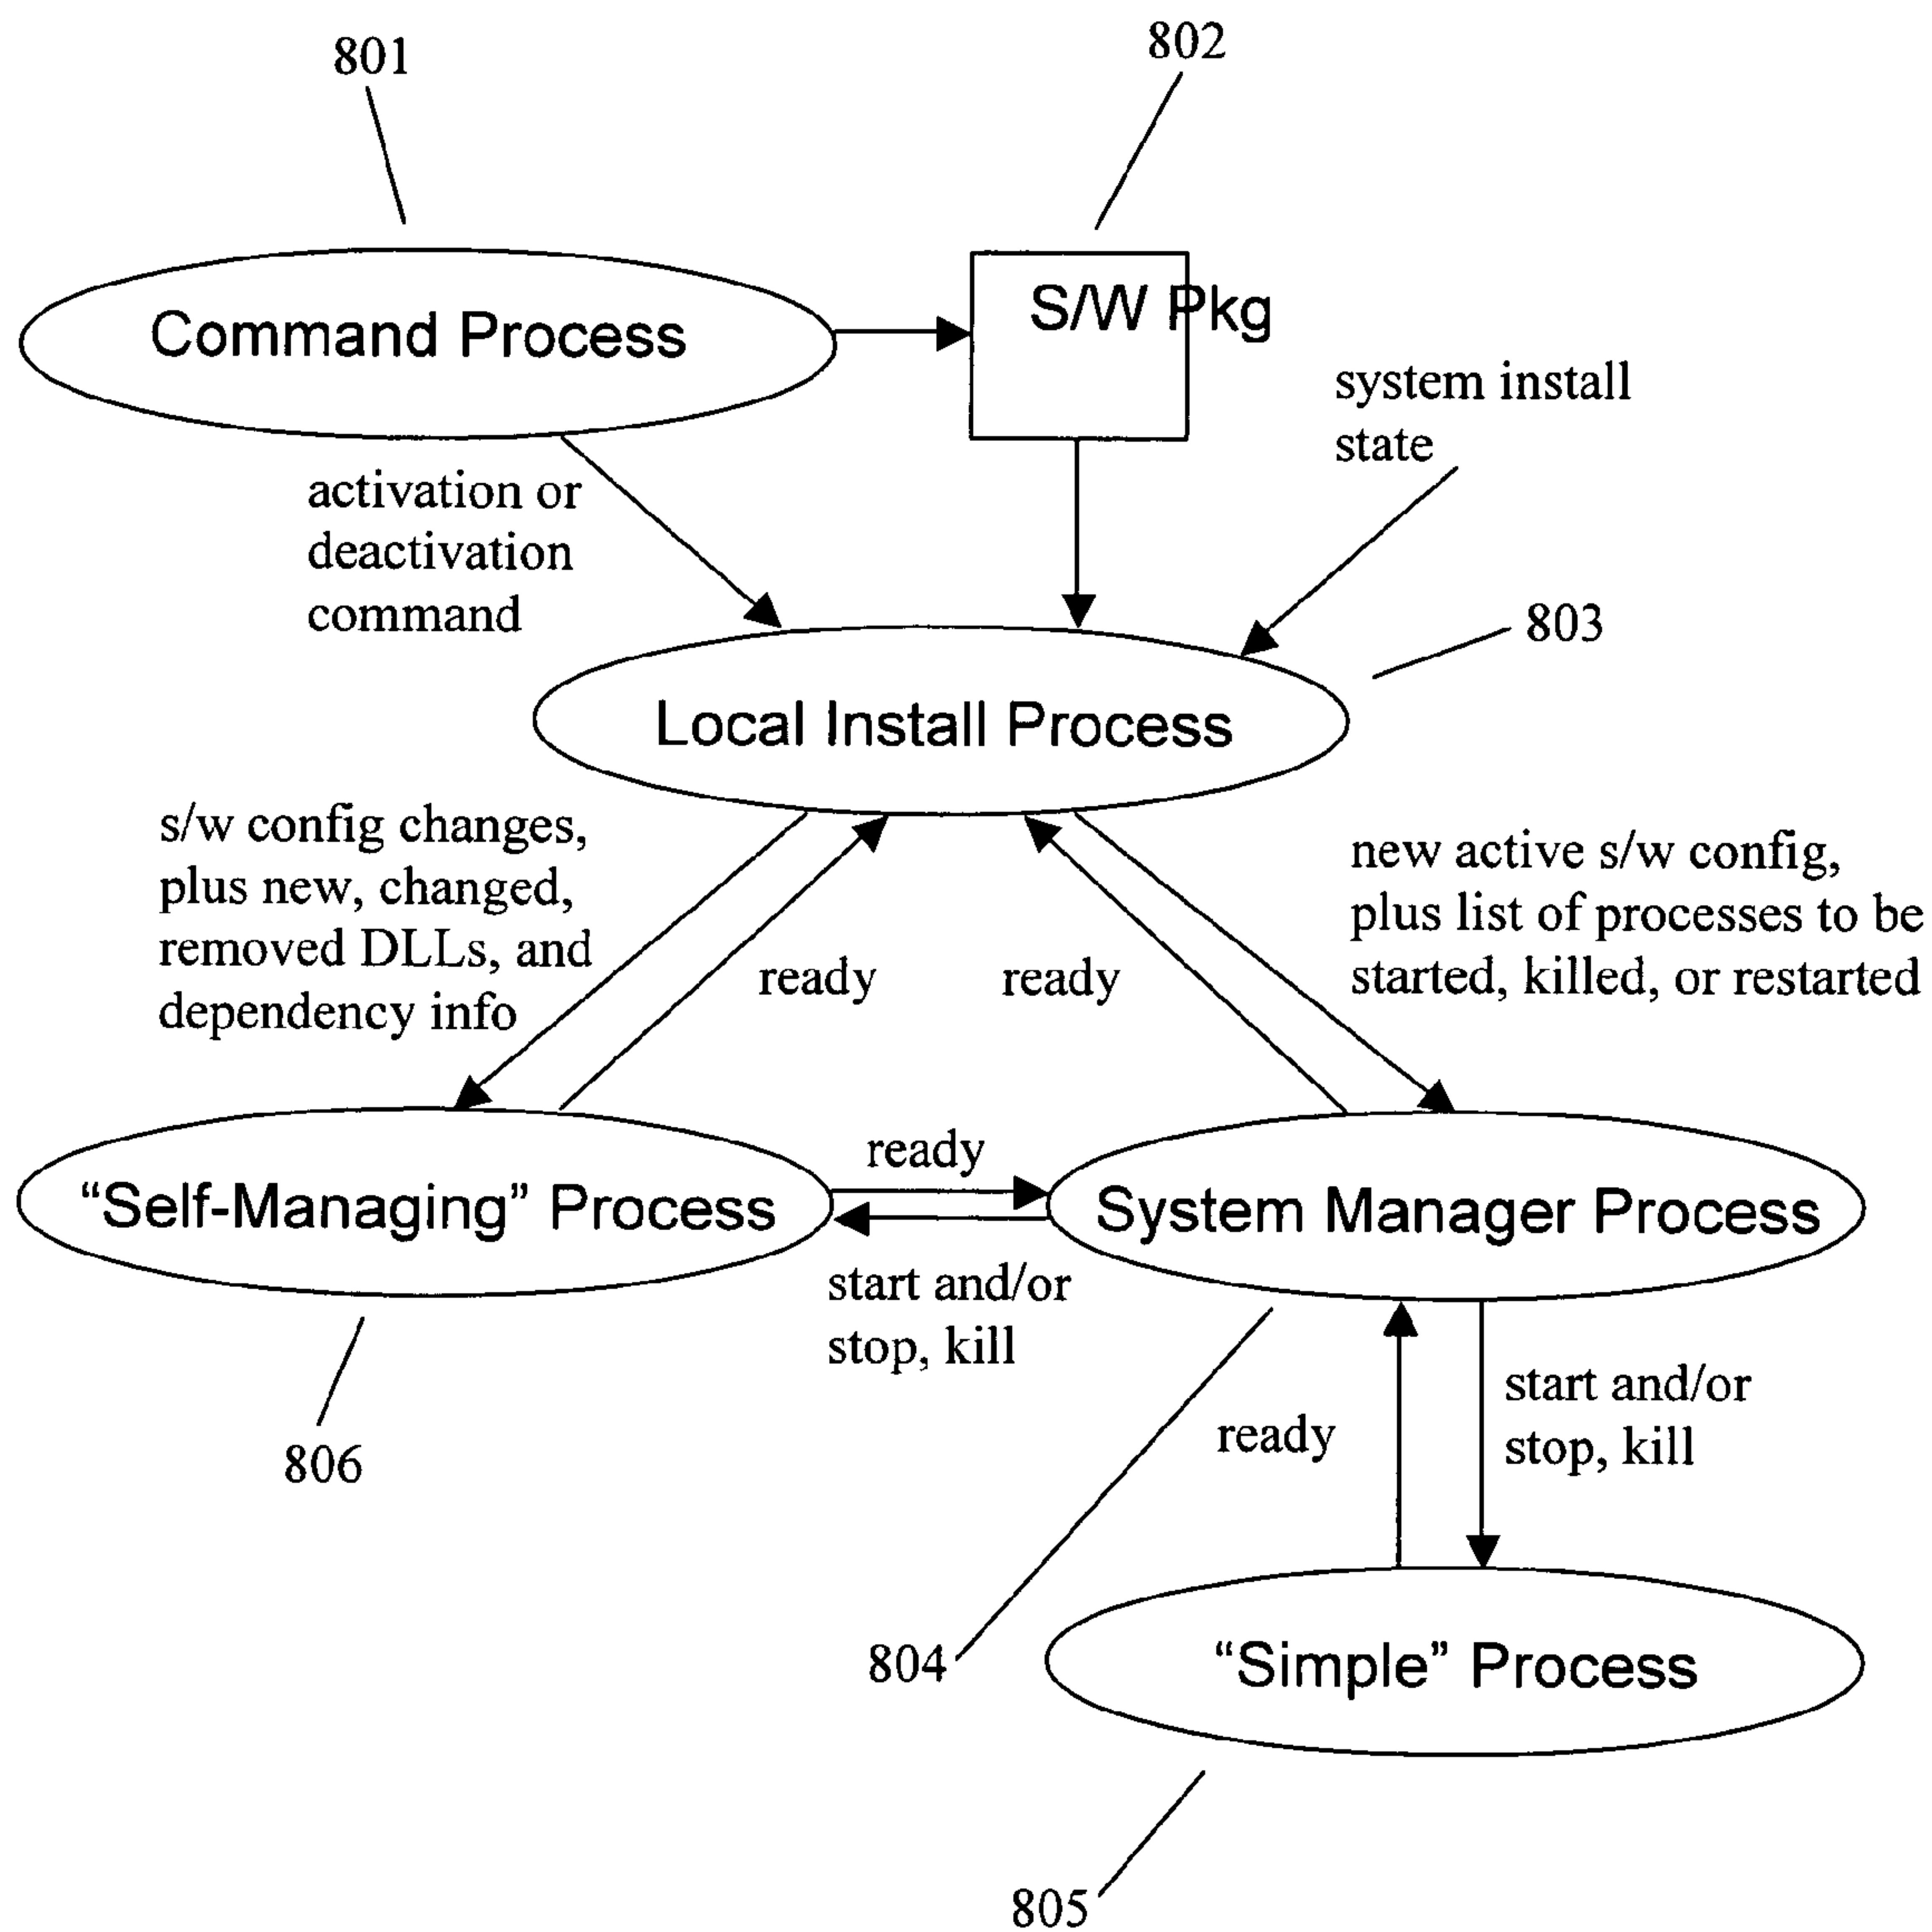 801
802
Command Process
S/W Pkg
system install
state
activation or
deactivation
command
803
Local Install Process
s/w config changes,
plus new, changed,
removed DLLs, and
dependency info
ready
ready
new active s/w config,
plus list of processes to be
started, killed, or restarted
ready
“Self-Managing” Process
System Manager Process
start and/or
stop, kill
806
ready
start and/or
stop, kill
804
“Simple” Process
805